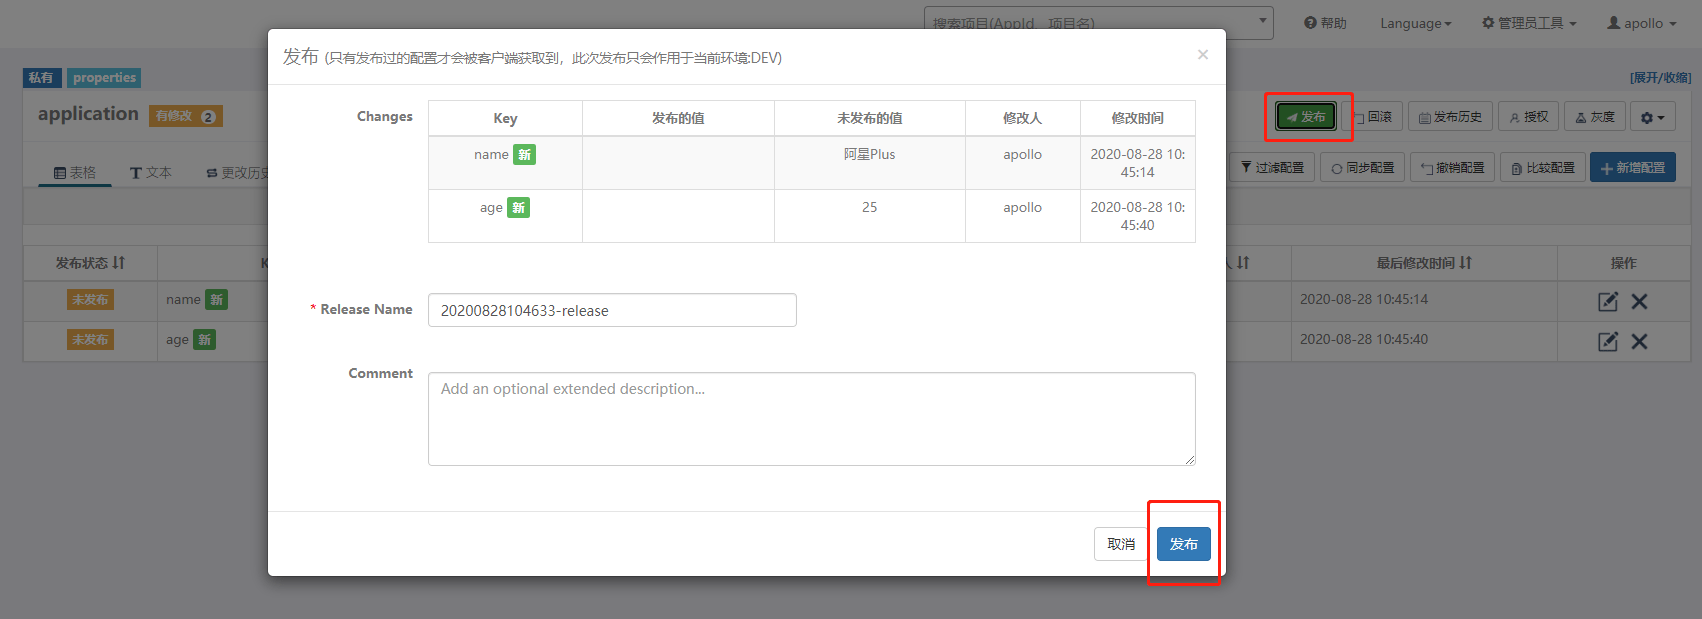 搜索项目(AppId、项目名)
帮助
Language
管理员工具
apollo
私有 properties
[展开/收缩]
application 有修改 2
发布 回滚 发布历史 授权 灰度
表格 文本 更改历史
过滤配置 同步配置 撤销配置 比较配置 新增配置
发布状态 K 最后修改时间 操作
未发布 name 新 2020-08-28 10:45:14
未发布 age 新 2020-08-28 10:45:40
发布 (只有发布过的配置才会被客户端获取到，此次发布只会作用于当前环境:DEV) ×
Changes
Key 发布的值 未发布的值 修改人 修改时间
name 新 阿星Plus apollo 2020-08-28 10:
45:14
age 新 25 apollo 2020-08-28 10:
45:40
* Release Name 20200828104633-release
Comment
Add an optional extended description...
取消 发布